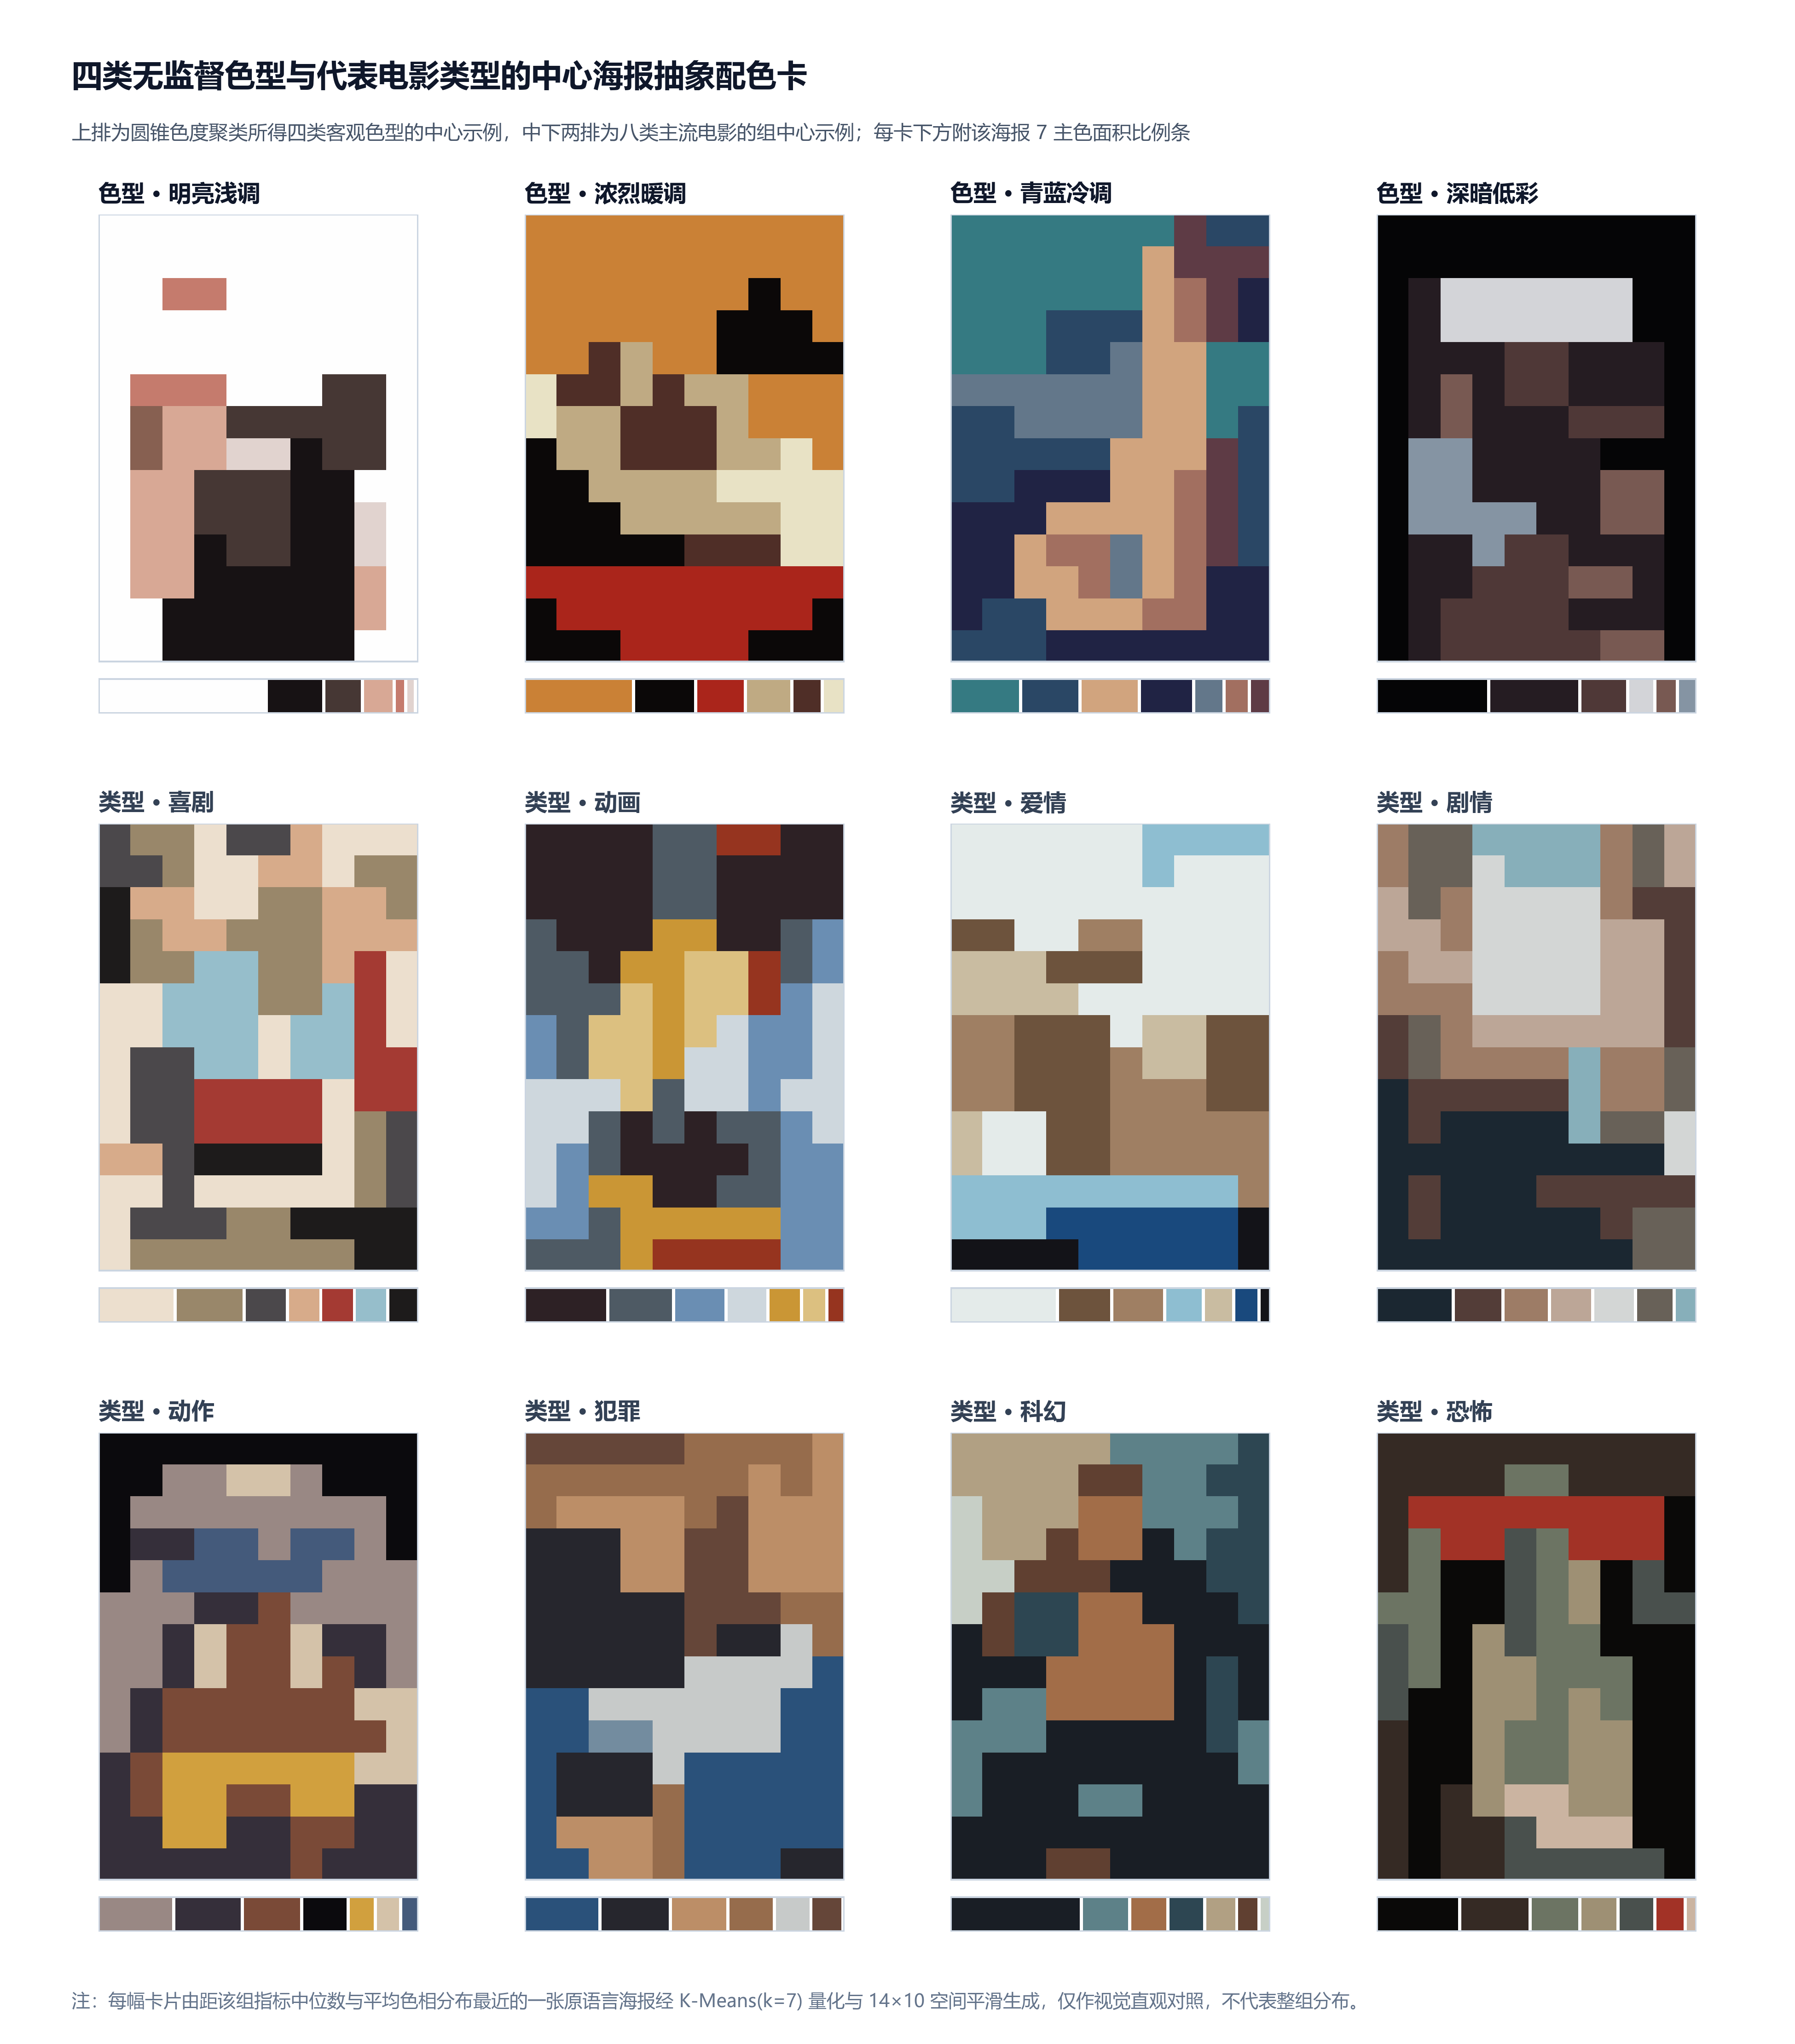 四类无监督色型与代表电影类型的中心海报抽象配色卡
上排为圆锥色度聚类所得四类客观色型的中心示例，中下两排为八类主流电影的组中心示例；每卡下方附该海报 7 主色面积比例条
色型 • 明亮浅调
色型 • 浓烈暖调
色型 • 青蓝冷调
色型 • 深暗低彩
类型 • 喜剧
类型 • 动画
类型 • 爱情
类型 • 剧情
类型 • 动作
类型 • 犯罪
类型 • 科幻
类型 • 恐怖
注：每幅卡片由距该组指标中位数与平均色相分布最近的一张原语言海报经 K-Means(k=7) 量化与 14×10 空间平滑生成，仅作视觉直观对照，不代表整组分布。